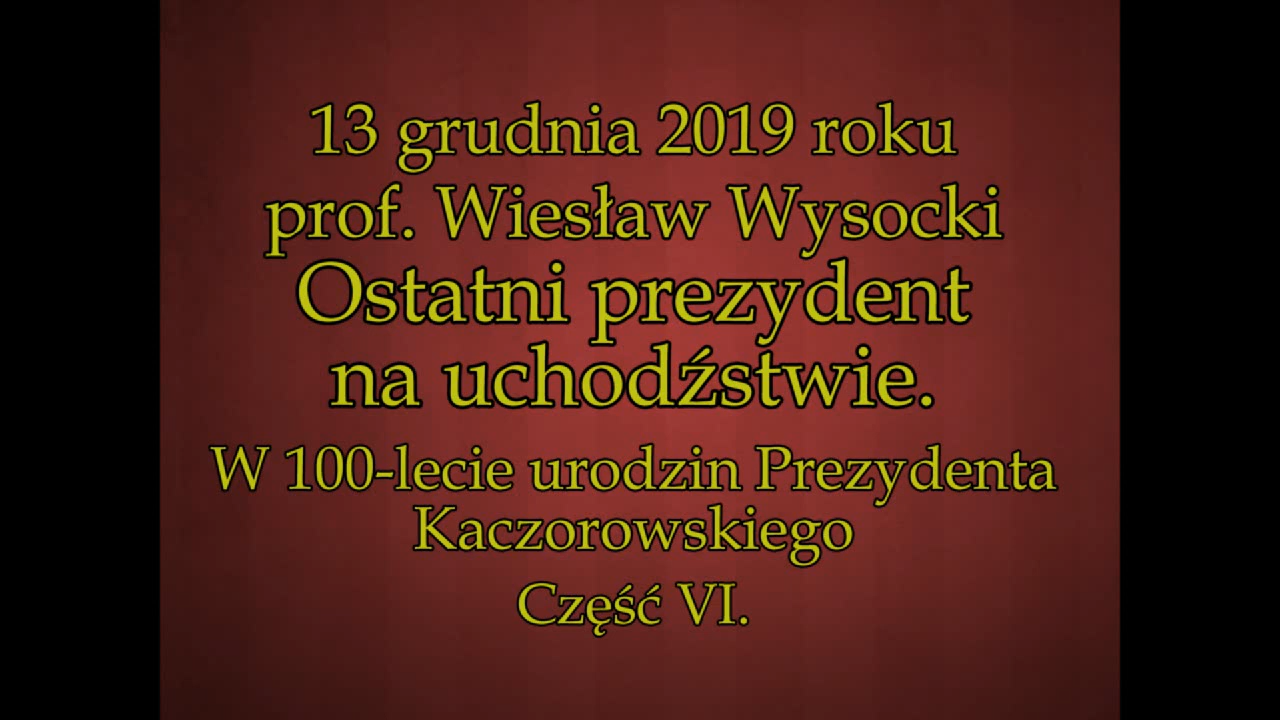 13 grudnia 2019 roku
prof. Wiesław Wysocki
Ostatni prezydent
na uchodźstwie.
W 100-lecie urodzin Prezydenta
Kaczorowskiego
Część VI.